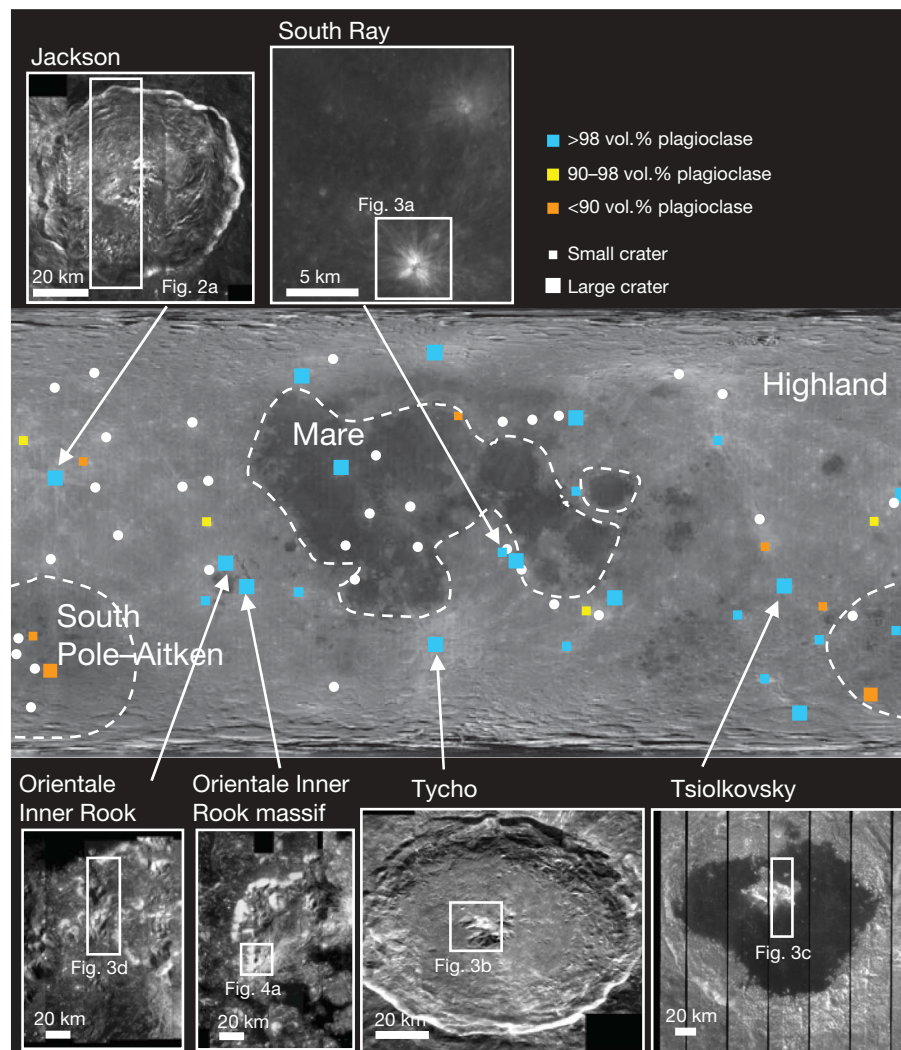 Jackson
South Ray
20 km
Fig. 2a
Fig. 3a
5 km
>98 vol.% plagioclase
90–98 vol.% plagioclase
<90 vol.% plagioclase
Small crater
Large crater
Mare
Highland
South
Pole–Aitken
Orientale
Inner Rook
Orientale Inner
Rook massif
Tycho
Tsiolkovsky
Fig. 3d
20 km
Fig. 4a
20 km
Fig. 3b
20 km
Fig. 3c
20 km